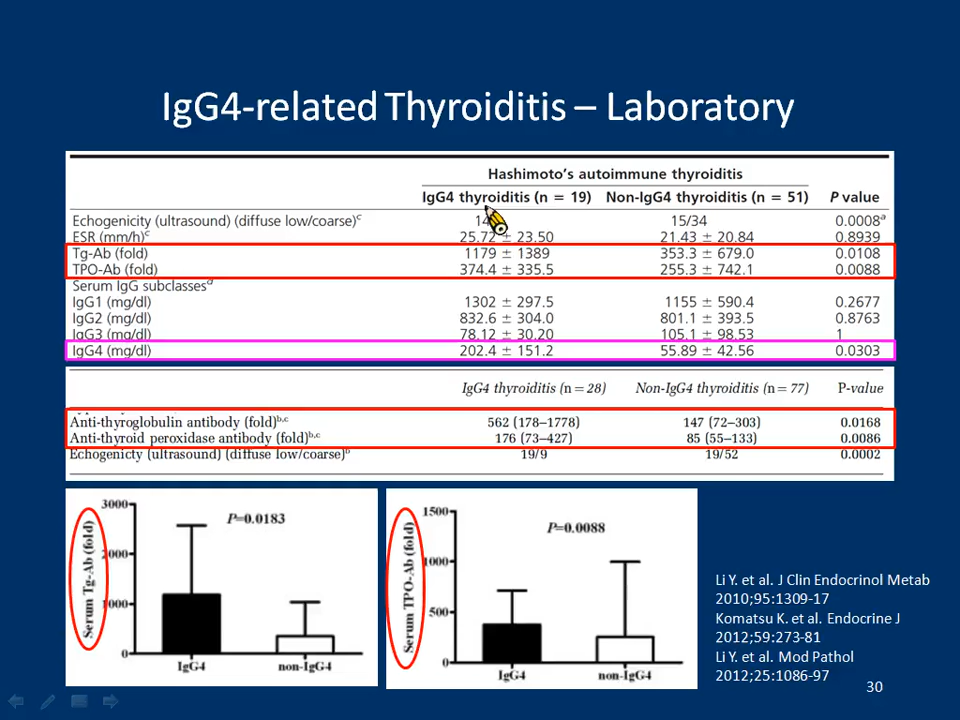 IgG4-related Thyroiditis – Laboratory
Hashimoto's autoimmune thyroiditis
IgG4 thyroiditis (n = 19) Non-IgG4 thyroiditis (n = 51) P value
Echogenicity (ultrasound) (diffuse low/coarse)c 15/34 0.0008a
ESR (mm/h)c 25.72 ± 23.50 21.43 ± 20.84 0.8939
Tg-Ab (fold) 1179 ± 1389 353.3 ± 679.0 0.0108
TPO-Ab (fold) 374.4 ± 335.5 255.3 ± 742.1 0.0088
Serum IgG subclassesd
IgG1 (mg/dl) 1302 ± 297.5 1155 ± 590.4 0.2677
IgG2 (mg/dl) 832.6 ± 304.0 801.1 ± 393.5 0.8763
IgG3 (mg/dl) 78.12 ± 30.20 105.1 ± 98.53 1
IgG4 (mg/dl) 202.4 ± 151.2 55.89 ± 42.56 0.0303
IgG4 thyroiditis (n=28) Non-IgG4 thyroiditis (n=77) P-value
Anti-thyroglobulin antibody (fold)b,c 562 (178–1778) 147 (72–303) 0.0168
Anti-thyroid peroxidase antibody (fold)b,c 176 (73–427) 85 (55–133) 0.0086
Echogenicty (ultrasound) (diffuse low/coarse)b 19/9 19/52 0.0002
Serum Tg-Ab (fold)
3000
2000
1000
0
P=0.0183
IgG4 non-IgG4
Serum TPO-Ab (fold)
1500
1000
500
0
P=0.0088
IgG4 non-IgG4
Li Y. et al. J Clin Endocrinol Metab
2010;95:1309-17
Komatsu K. et al. Endocrine J
2012;59:273-81
Li Y. et al. Mod Pathol
2012;25:1086-97
30